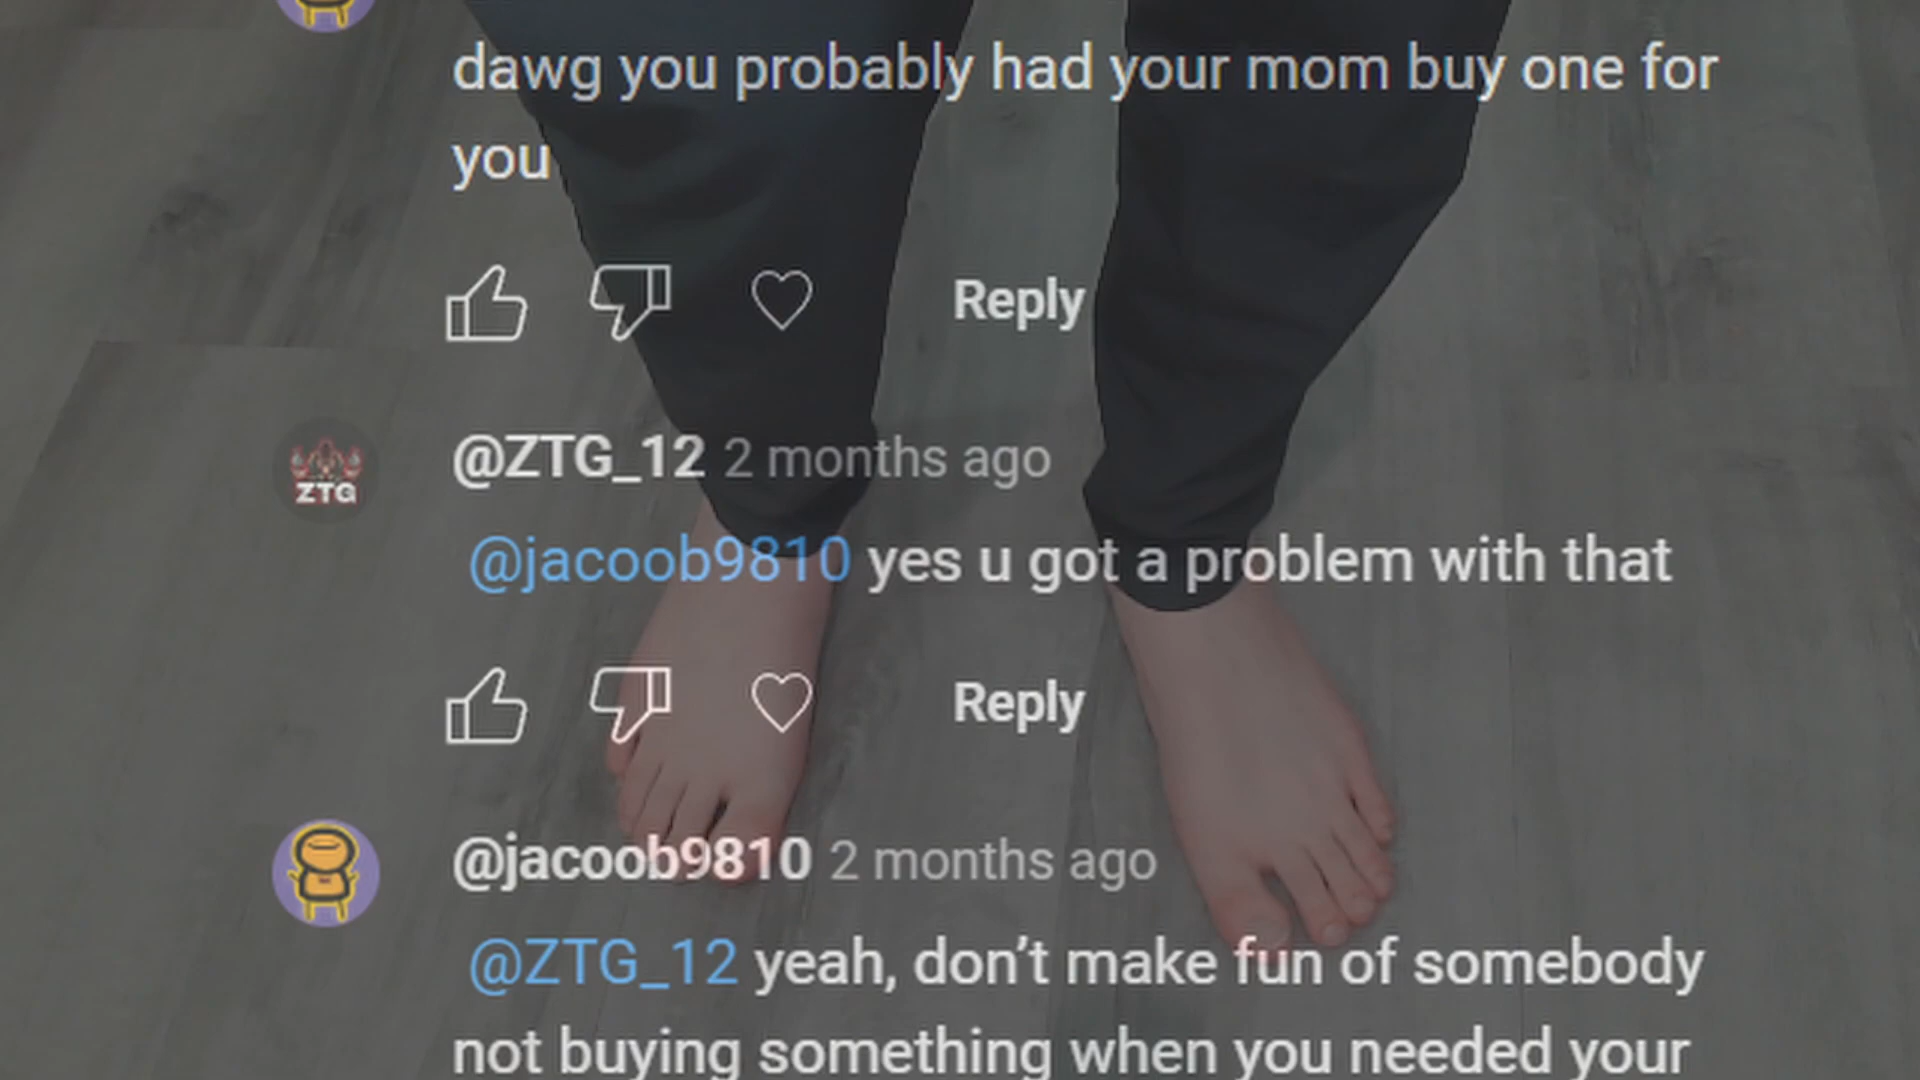 dawg you probably had your mom buy one for
you
Reply
ZTG
@ZTG_12 2 months ago
@jacoob9810 yes u got a problem with that
Reply
@jacoob9810 2 months ago
@ZTG_12 yeah, don’t make fun of somebody
not buying something when you needed your